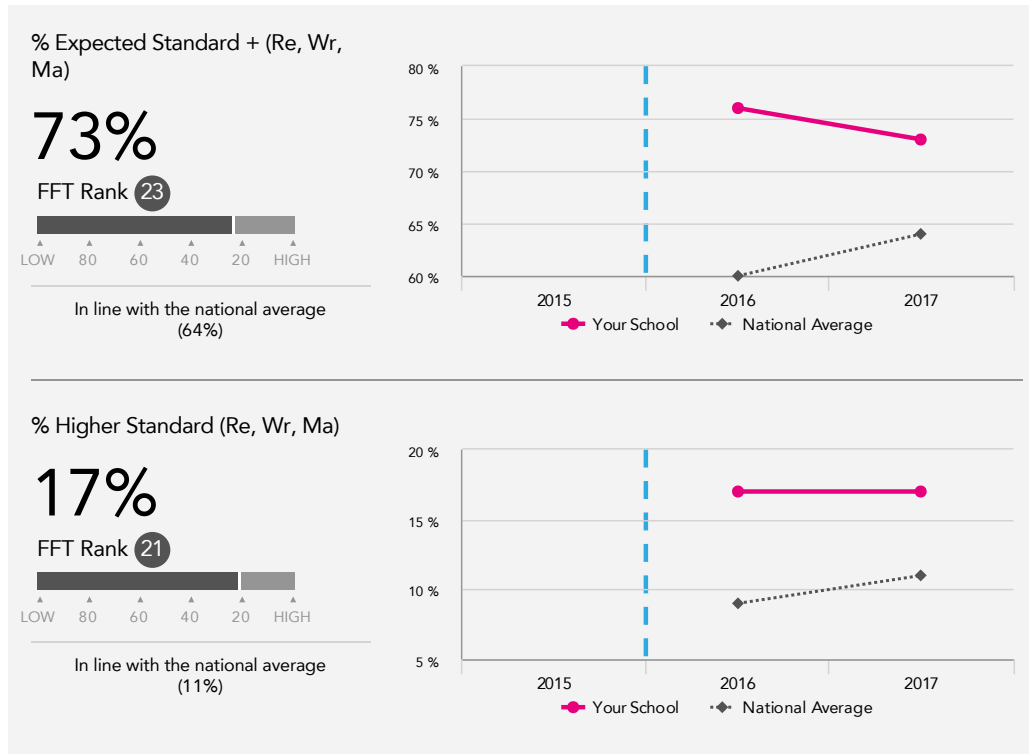 % Expected Standard + (Re, Wr,
Ma)
73%
FFT Rank 23
LOW 80 60 40 20 HIGH
In line with the national average
(64%)
80 %
75 %
70 %
65 %
60 %
2015 2016 2017
Your School National Average
% Higher Standard (Re, Wr, Ma)
17%
FFT Rank 21
LOW 80 60 40 20 HIGH
In line with the national average
(11%)
20 %
15 %
10 %
5 %
2015 2016 2017
Your School National Average